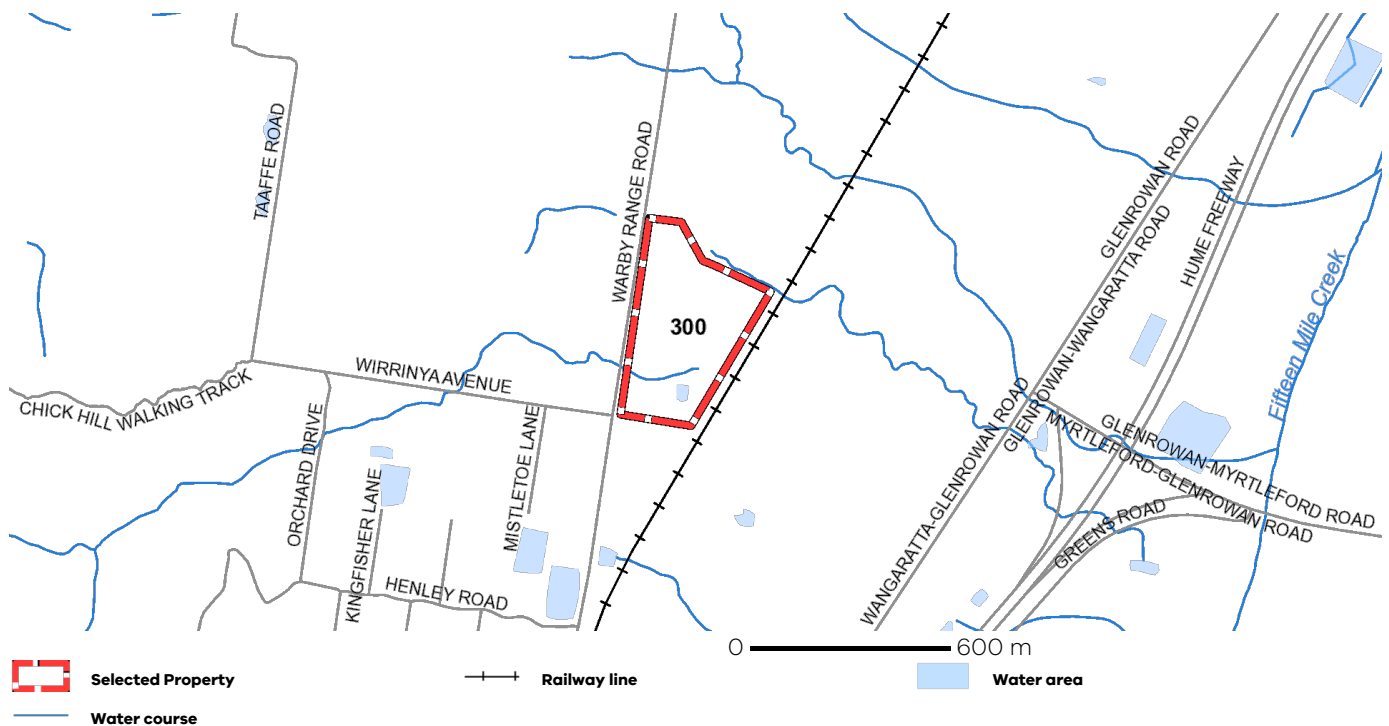 TAAFFE ROAD
WARBY RANGE ROAD
GLENROWAN ROAD
GLENROWAN-WANGARATTA ROAD
HUME FREEWAY
Fifteen Mile Creek
300
WIRRINYA AVENUE
CHICK HILL WALKING TRACK
ORCHARD DRIVE
KINGFISHER LANE
MISTLETOE LANE
HENLEY ROAD
WANGARATTA-GLENROWAN ROAD
GLENROWAN-MYRTLEFORD ROAD
MYRTLEFORD-GLENROWAN ROAD
GREENS ROAD
0 600 m
Selected Property
Railway line
Water area
Water course